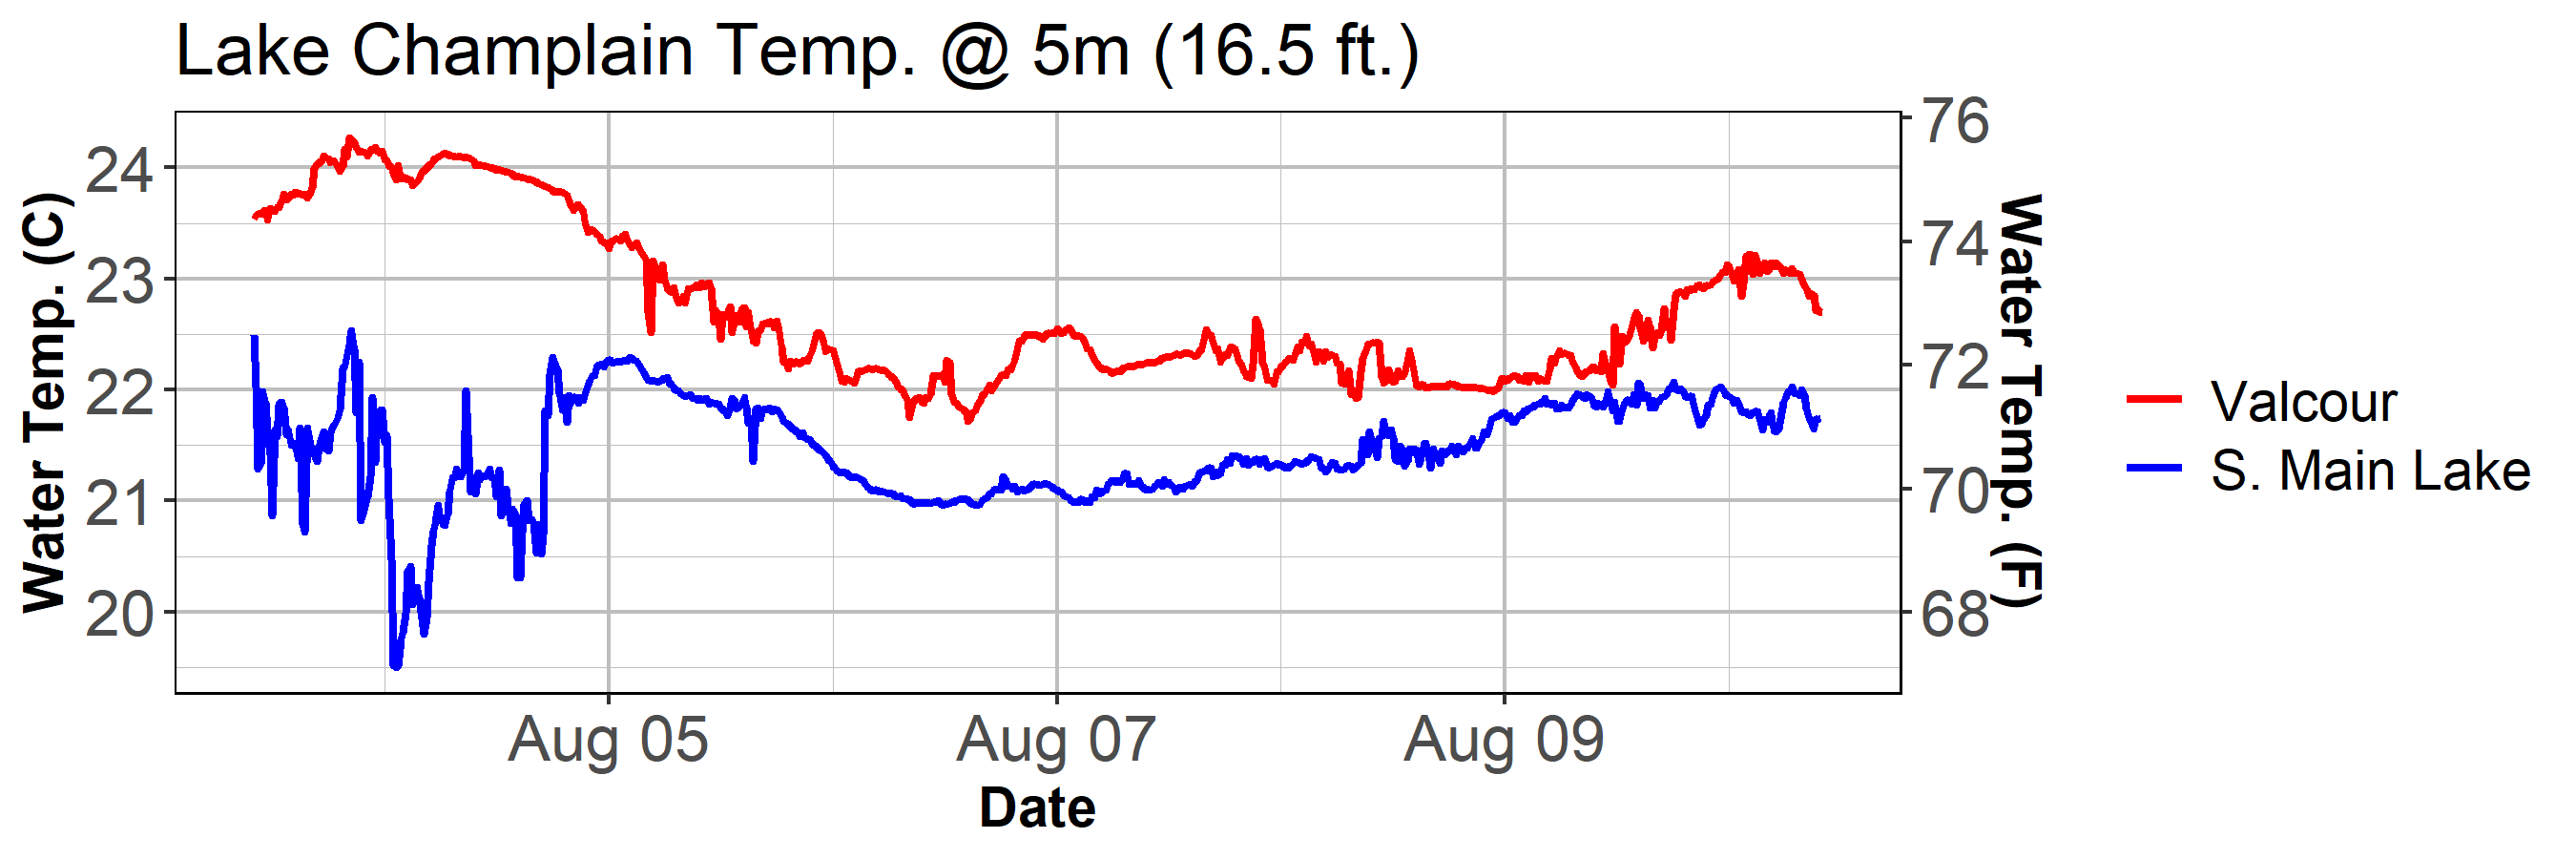 Lake Champlain Temp. @ 5m (16.5 ft.)
Water Temp. (C)
24
23
22
21
20
76
74
72
70
68
Water Temp. (F)
Aug 05
Aug 07
Aug 09
Date
Valcour
S. Main Lake